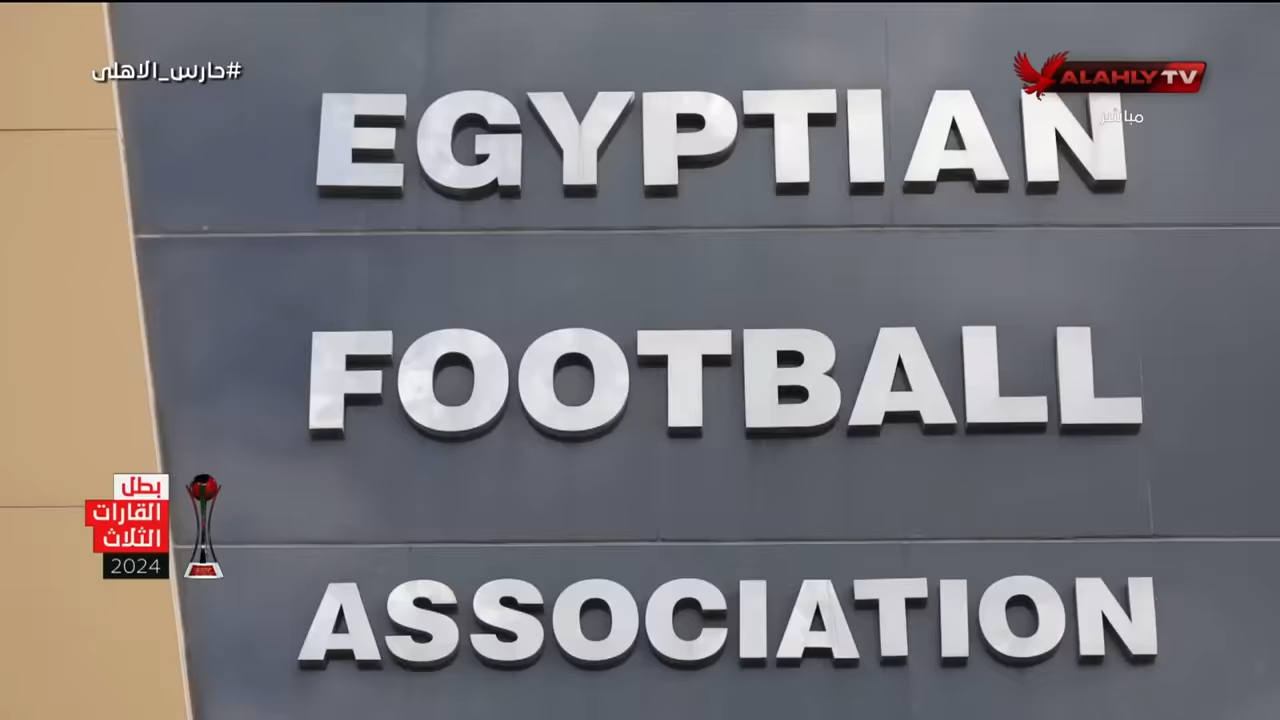 #حارس_الاهلى
ALAHLY TV
مباشر
EGYPTIAN
FOOTBALL
ASSOCIATION
بطل
القارات
الثلاث
2024